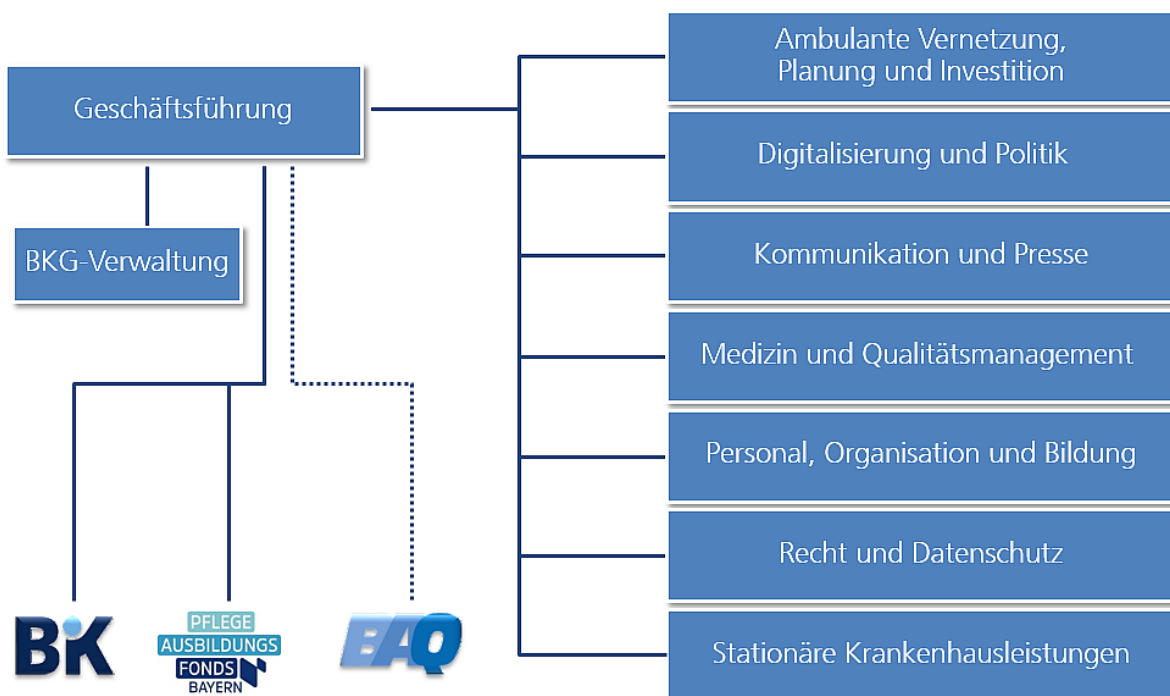 Geschäftsführung
BKG-Verwaltung
Ambulante Vernetzung,
Planung und Investition
Digitalisierung und Politik
Kommunikation und Presse
Medizin und Qualitätsmanagement
Personal, Organisation und Bildung
Recht und Datenschutz
Stationäre Krankenhausleistungen
BiK
PFLEGE
AUSBILDUNGS
FONDS
BAYERN
BAQ